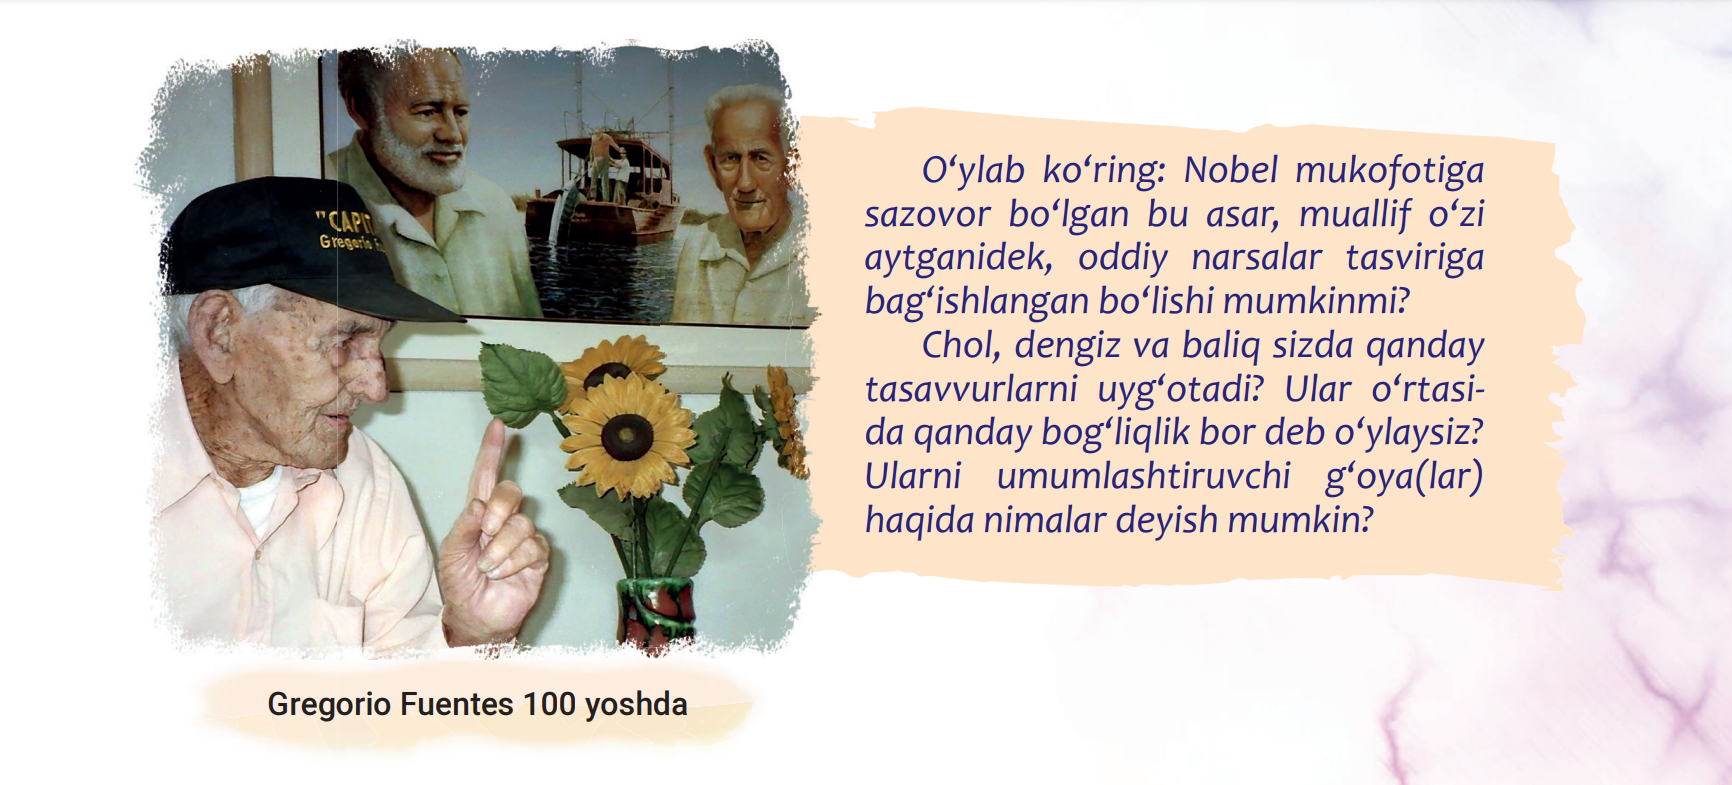 "CAPIT
Gregorio F
O‘ylab ko‘ring: Nobel mukofotiga
sazovor bo‘lgan bu asar, muallif o‘zi
aytganidek, oddiy narsalar tasviriga
bag‘ishlangan bo‘lishi mumkinmi?
Chol, dengiz va baliq sizda qanday
tasavvurlarni uyg‘otadi? Ular o‘rtasi-
da qanday bog‘liqlik bor deb o‘ylaysiz?
Ularni umumlashtiruvchi g‘oya(lar)
haqida nimalar deyish mumkin?
Gregorio Fuentes 100 yoshda